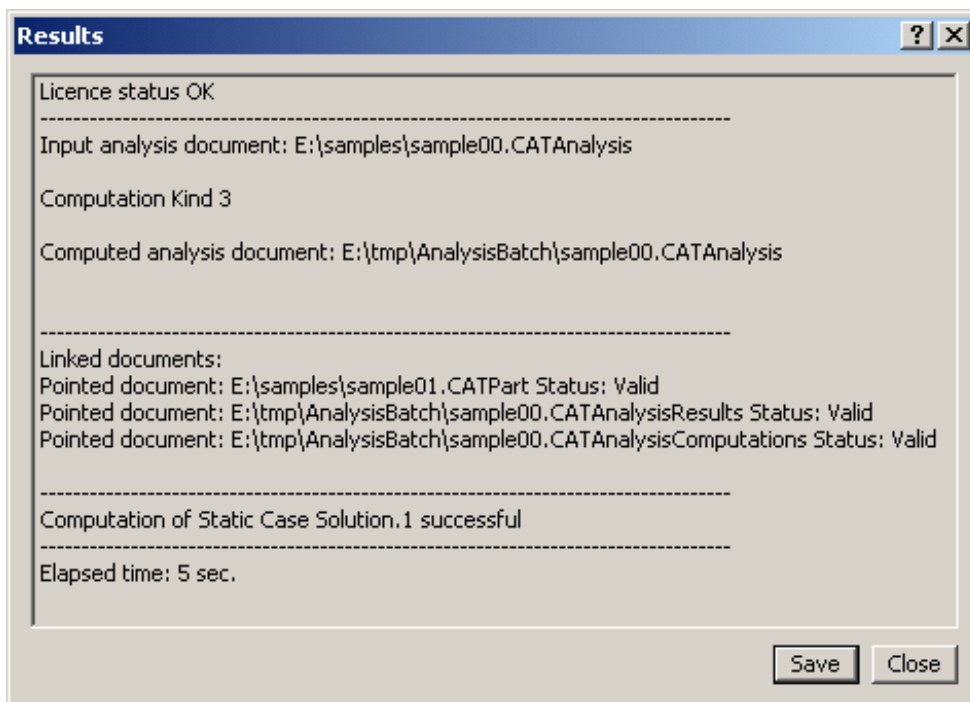 Results
Licence status OK
------------------------------------------------------------------------------------
Input analysis document: E:\samples\sample00.CATAnalysis
Computation Kind 3
Computed analysis document: E:\tmp\AnalysisBatch\sample00.CATAnalysis
------------------------------------------------------------------------------------
Linked documents:
Pointed document: E:\samples\sample01.CATPart Status: Valid
Pointed document: E:\tmp\AnalysisBatch\sample00.CATAnalysisResults Status: Valid
Pointed document: E:\tmp\AnalysisBatch\sample00.CATAnalysisComputations Status: Valid
------------------------------------------------------------------------------------
Computation of Static Case Solution.1 successful
------------------------------------------------------------------------------------
Elapsed time: 5 sec.
Save Close